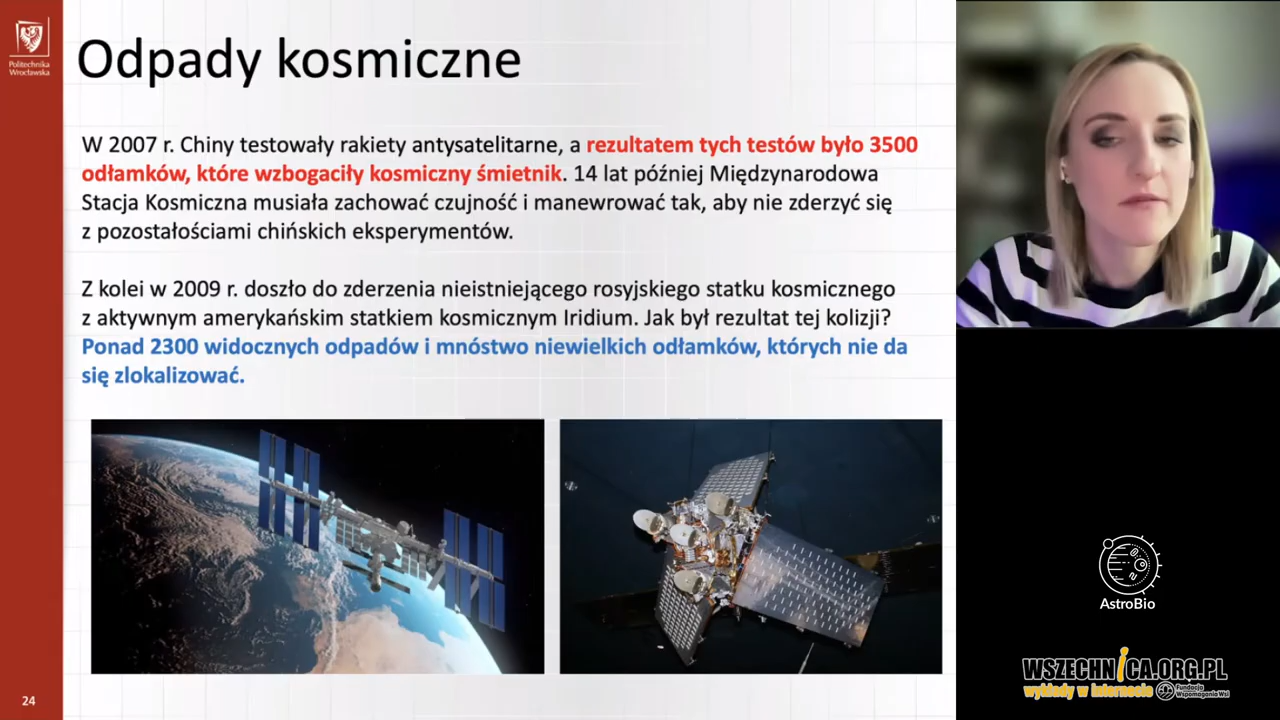 Politechnika
Wrocławska
Odpady kosmiczne
W 2007 r. Chiny testowały rakiety antysatelitarne, a rezultatem tych testów było 3500
odłamków, które wzbogaciły kosmiczny śmietnik. 14 lat później Międzynarodowa
Stacja Kosmiczna musiała zachować czujność i manewrować tak, aby nie zderzyć się
z pozostałościami chińskich eksperymentów.
Z kolei w 2009 r. doszło do zderzenia nieistniejącego rosyjskiego statku kosmicznego
z aktywnym amerykańskim statkiem kosmicznym Iridium. Jak był rezultat tej kolizji?
Ponad 2300 widocznych odpadów i mnóstwo niewielkich odłamków, których nie da
się zlokalizować.
24
AstroBio
WSZECHNICA.ORG.PL
wykłady w internecie
Fundacja
Wspomagania Wsi